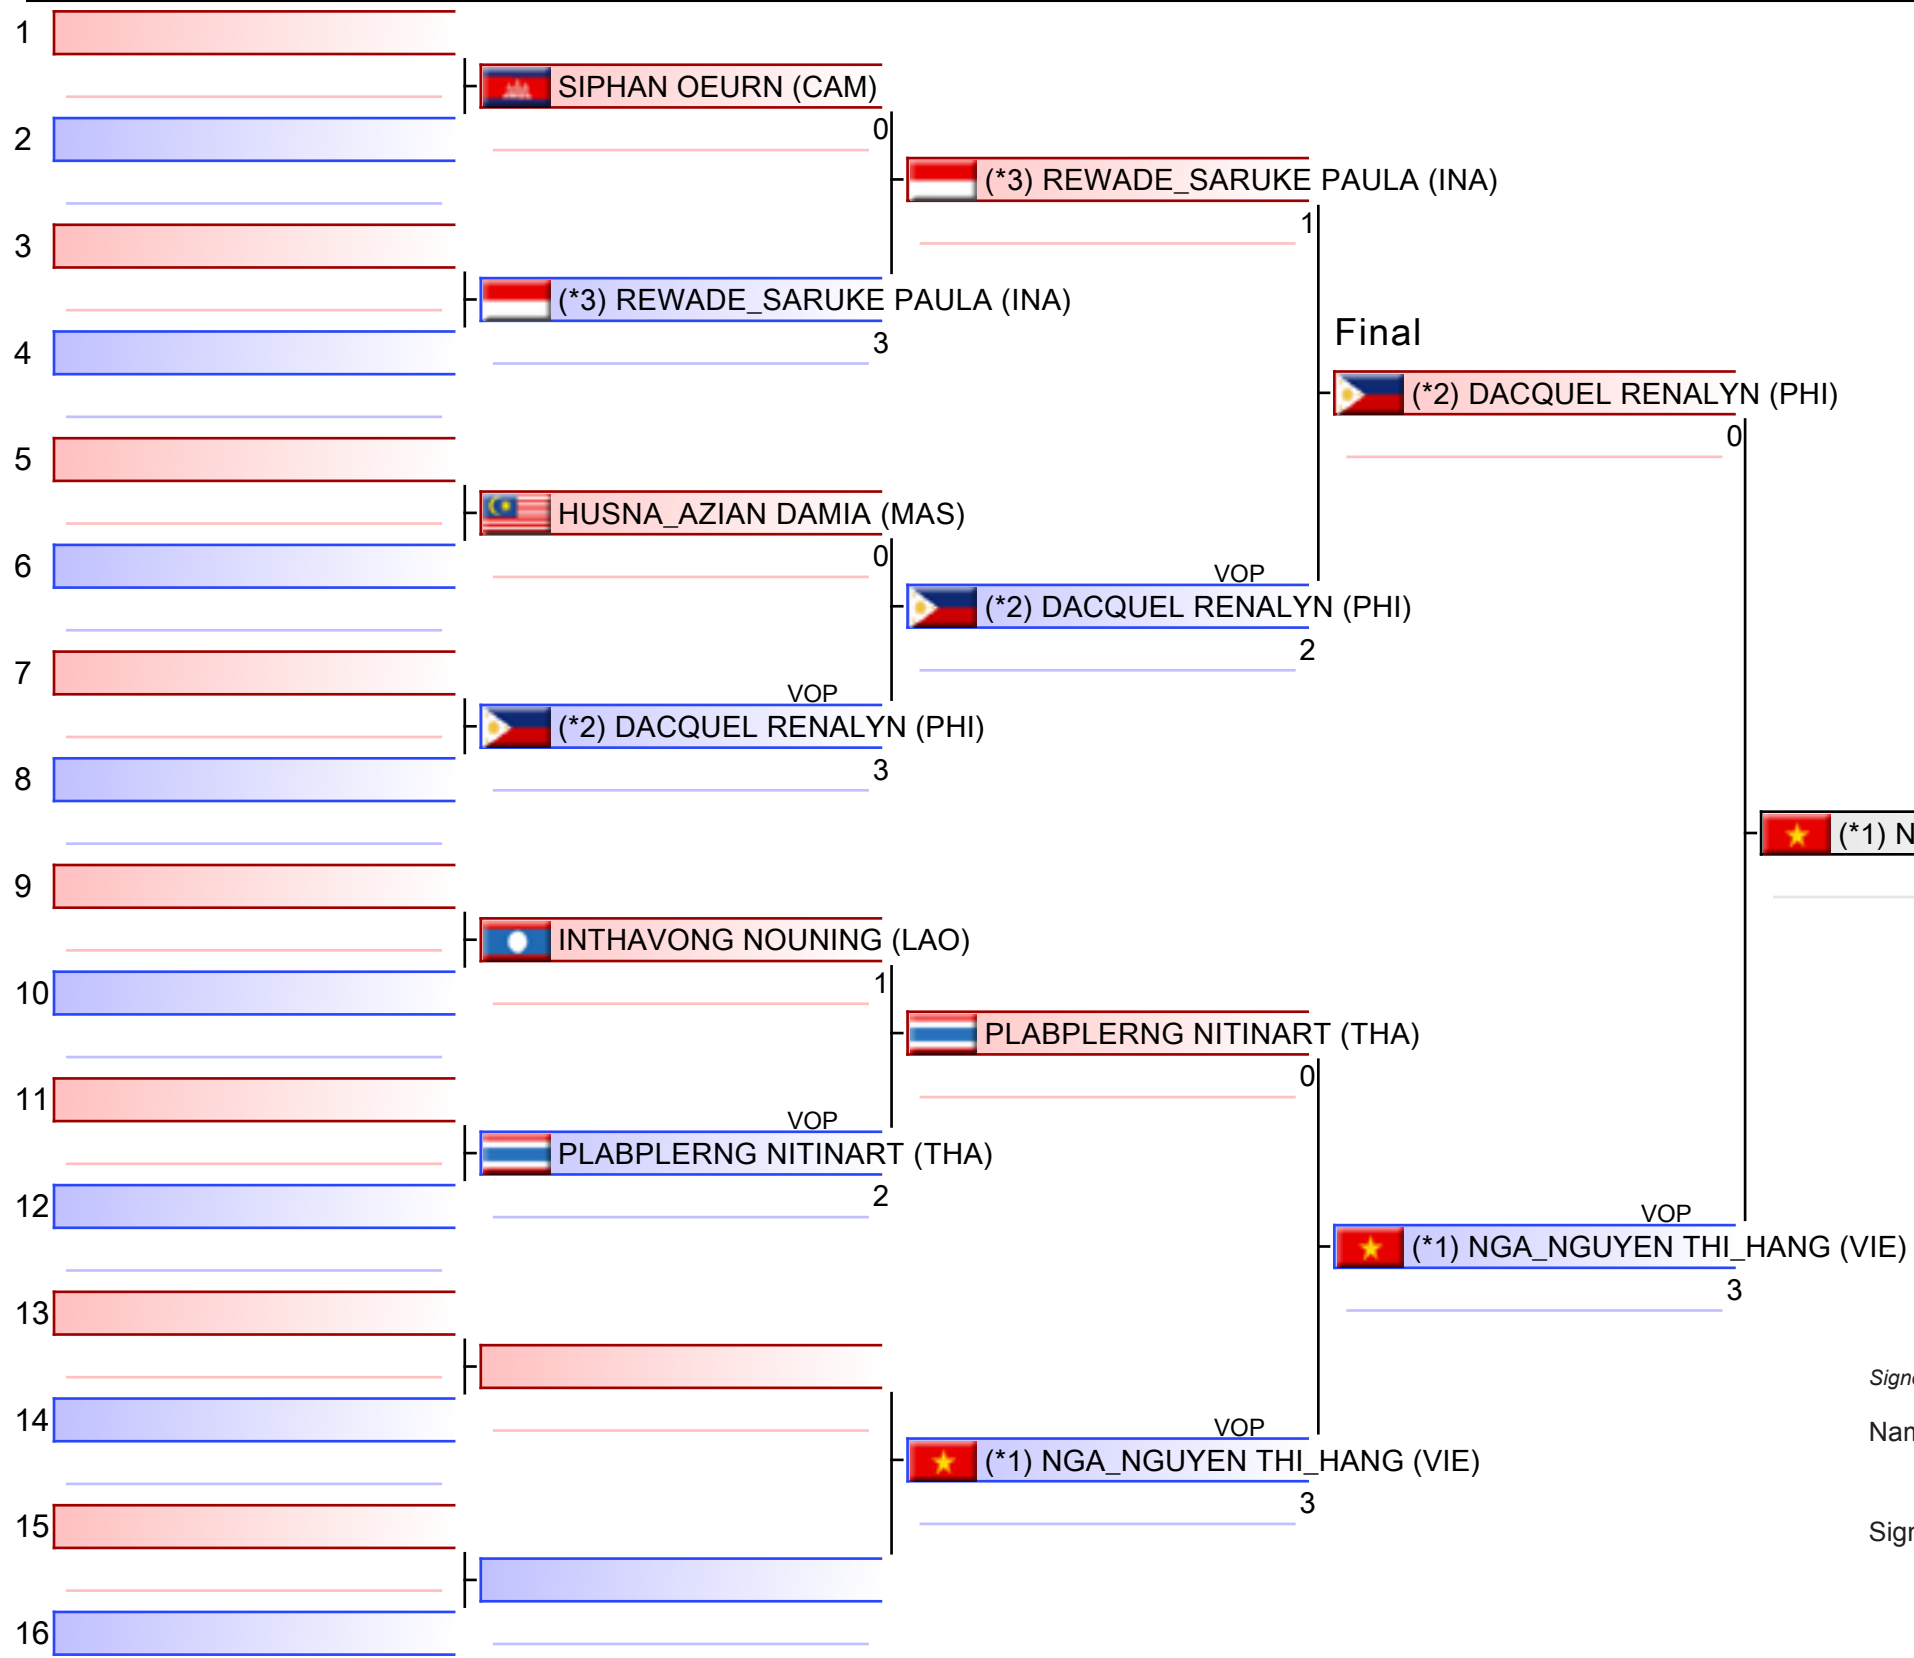 1
SIPHAN OEURN (CAM)
0
2
(*3) REWADE_SARUKE PAULA (INA)
1
3
(*3) REWADE_SARUKE PAULA (INA)
3
4
Final
(*2) DACQUEL RENALYN (PHI)
0
5
HUSNA_AZIAN DAMIA (MAS)
0
6
VOP
(*2) DACQUEL RENALYN (PHI)
2
7
VOP
(*2) DACQUEL RENALYN (PHI)
3
8
(*1) N
9
INTHAVONG NOUNING (LAO)
1
10
PLABPLERNG NITINART (THA)
0
11
VOP
PLABPLERNG NITINART (THA)
2
12
VOP
(*1) NGA_NGUYEN THI_HANG (VIE)
3
13
14
VOP
(*1) NGA_NGUYEN THI_HANG (VIE)
3
15
16